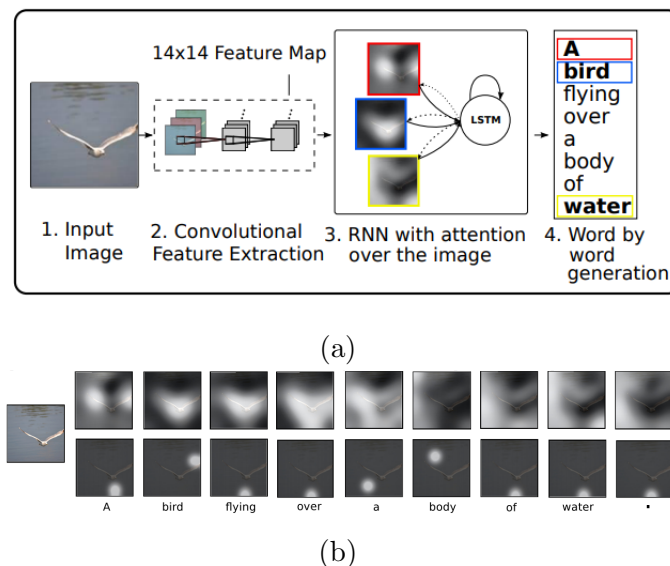 14x14 Feature Map
LSTM
A
bird
flying
over
a
body
of
water
1. Input
Image
2. Convolutional
Feature Extraction
3. RNN with attention
over the image
4. Word by
word
generation
(a)
A bird flying over a body of water .
(b)